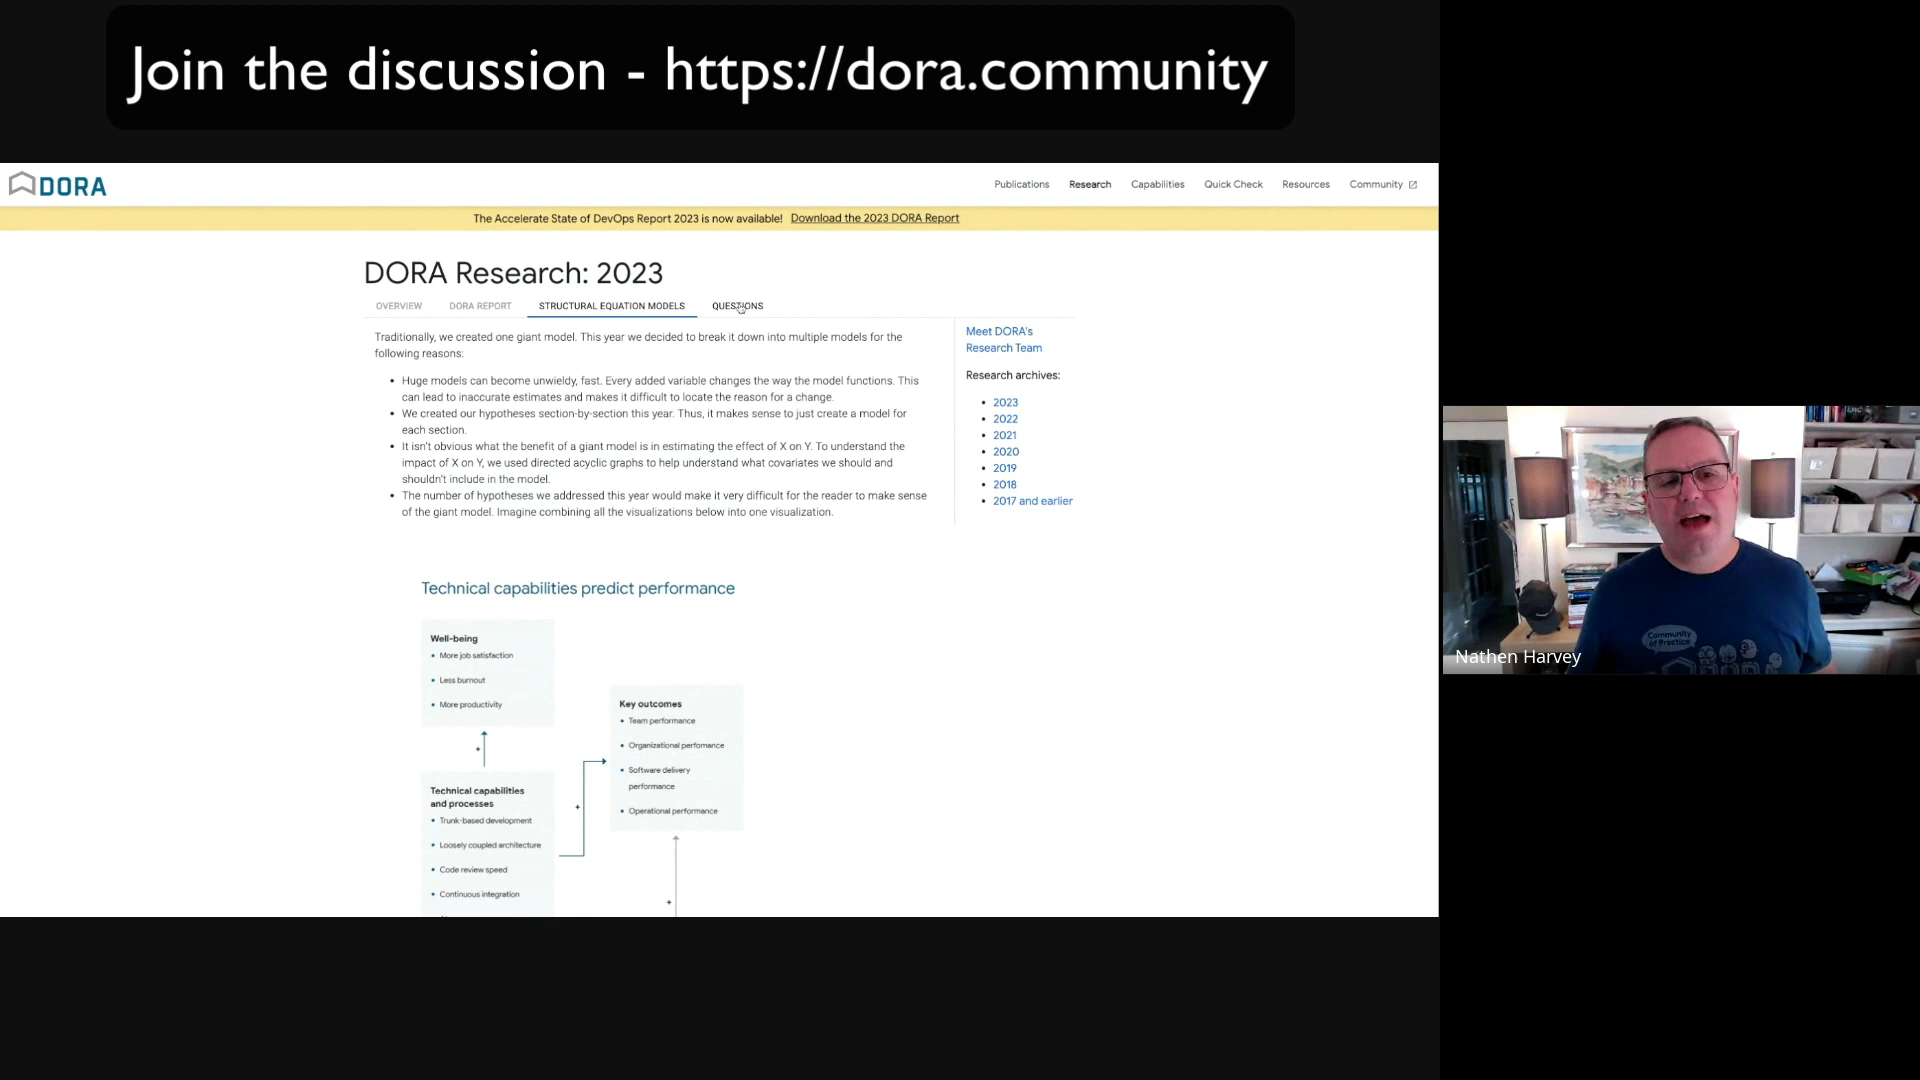 Join the discussion - https://dora.community
DORA
Publications
Research
Capabilities
Quick Check
Resources
Community
The Accelerate State of DevOps Report 2023 is now available! Download the 2023 DORA Report
DORA Research: 2023
OVERVIEW
DORA REPORT
STRUCTURAL EQUATION MODELS
QUESTIONS
Traditionally, we created one giant model. This year we decided to break it down into multiple models for the
following reasons:
• Huge models can become unwieldy, fast. Every added variable changes the way the model functions. This
can lead to inaccurate estimates and makes it difficult to locate the reason for a change.
• We created our hypotheses section-by-section this year. Thus, it makes sense to just create a model for
each section.
• It isn't obvious what the benefit of a giant model is in estimating the effect of X on Y. To understand the
impact of X on Y, we used directed acyclic graphs to help understand what covariates we should and
shouldn't include in the model.
• The number of hypotheses we addressed this year would make it very difficult for the reader to make sense
of the giant model. Imagine combining all the visualizations below into one visualization.
Meet DORA's
Research Team
Research archives:
• 2023
• 2022
• 2021
• 2020
• 2019
• 2018
• 2017 and earlier
Technical capabilities predict performance
Well-being
• More job satisfaction
• Less burnout
• More productivity
+
Key outcomes
• Team performance
• Organizational perfomance
• Software delivery
performance
• Operational performance
+
Technical capabilities
and processes
• Trunk-based development
• Loosely coupled architecture
• Code review speed
• Continuous integration
+
Community
of Practice
Nathen Harvey